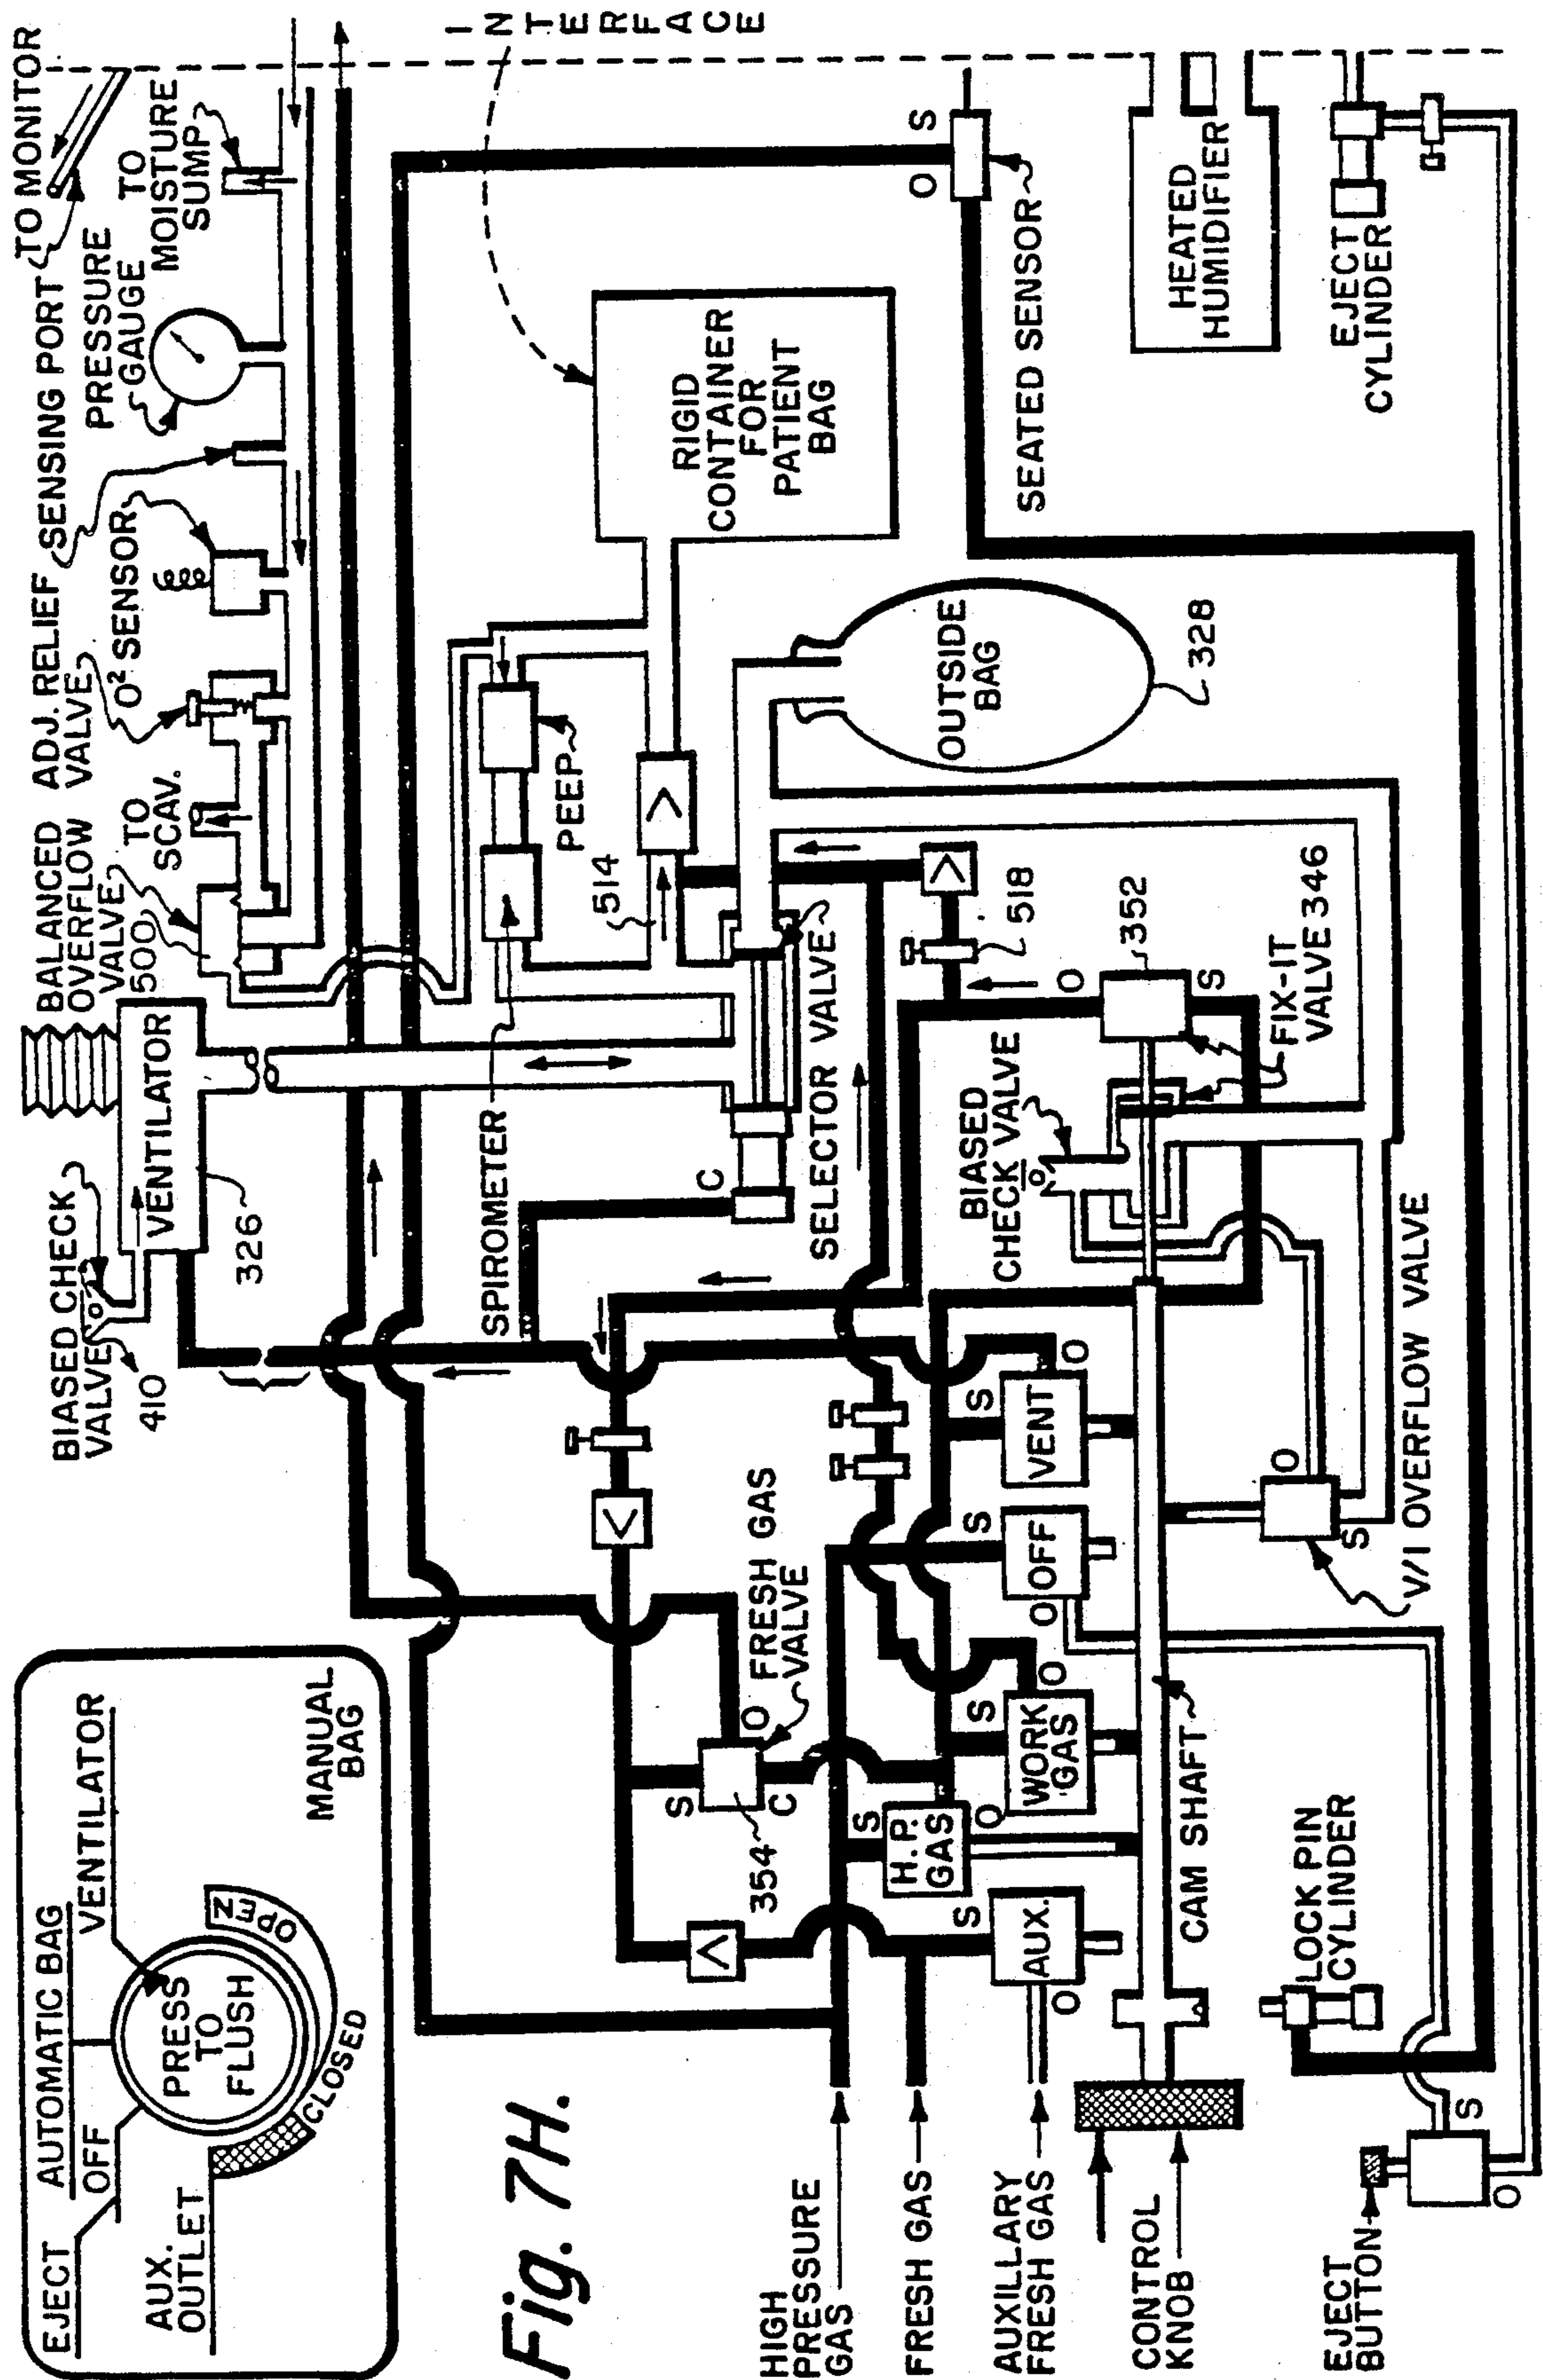 EJECT
AUTOMATIC BAG
OFF
VENTILATOR
AUX.
OUTLET
PRESS
TO
FLUSH
OPEN
CLOSED
MANUAL
BAG
Fig. 7H.
BIASED CHECK
VALVE
410
VENTILATOR
326
BALANCED
OVERFLOW
VALVE
500
TO
SCAV.
ADJ. RELIEF
VALVE
O² SENSOR
SENSING PORT
PRESSURE
GAUGE
TO
MOISTURE
SUMP
TO MONITOR
INTERFACE
SPIROMETER
PEEP
514
>
RIGID
CONTAINER
FOR
PATIENT
BAG
C
SELECTOR VALVE
OUTSIDE
BAG
328
>
518
O
S
SEATED SENSOR
<
FRESH GAS
VALVE
S
O
C
354
>
HIGH
PRESSURE
GAS
FRESH GAS
AUXILLARY
FRESH GAS
CONTROL
KNOB
S
H.P.
GAS
O
S
AUX.
O
S
WORK
GAS
O
S
OFF
O
S
VENT
O
BIASED
CHECK VALVE
O
S
352
FIX-IT
VALVE 346
CAM SHAFT
O
S
V/I OVERFLOW VALVE
LOCK PIN
CYLINDER
EJECT
BUTTON
S
O
HEATED
HUMIDIFIER
EJECT
CYLINDER